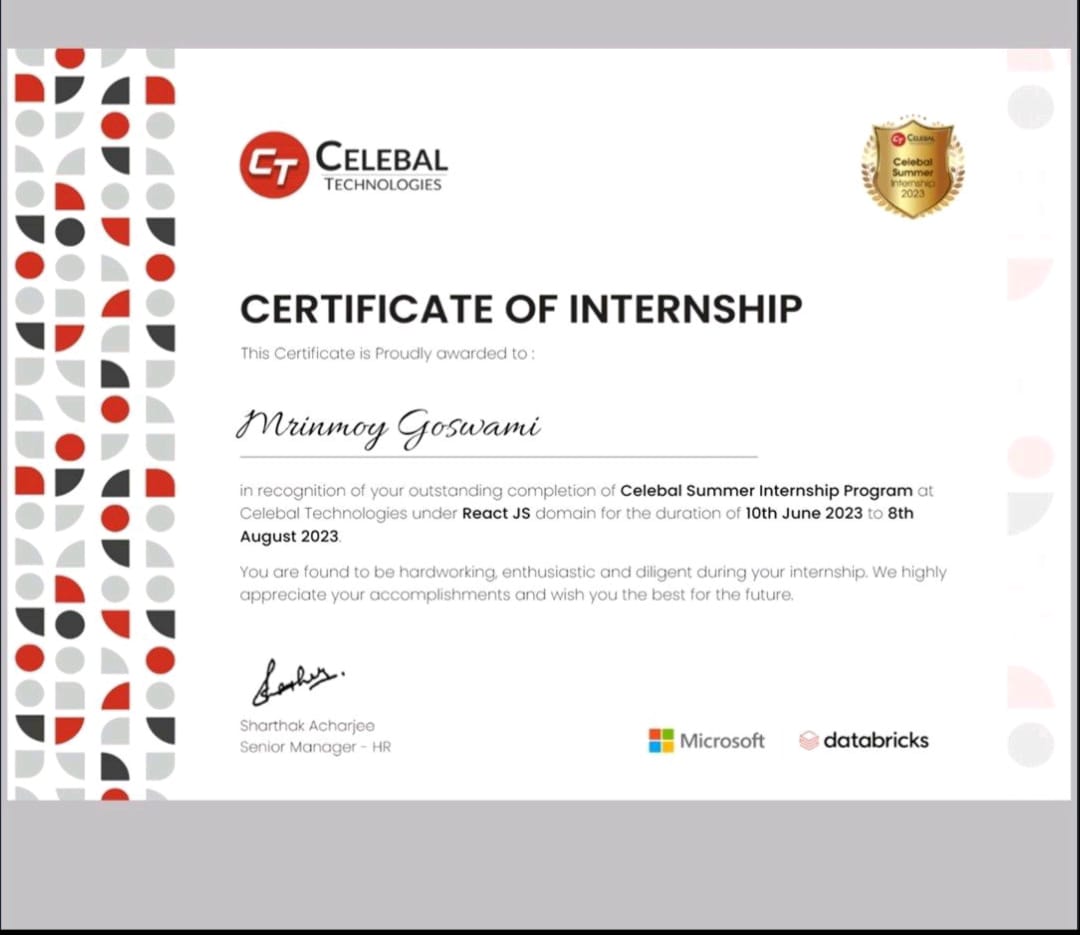 CT CELEBAL
TECHNOLOGIES
CT CELEBAL
Celebal
Summer
Internship
2023
CERTIFICATE OF INTERNSHIP
This Certificate is Proudly awarded to :
Mrinmoy Goswami
in recognition of your outstanding completion of Celebal Summer Internship Program at
Celebal Technologies under React JS domain for the duration of 10th June 2023 to 8th
August 2023.
You are found to be hardworking, enthusiastic and diligent during your internship. We highly
appreciate your accomplishments and wish you the best for the future.
Sharthak Acharjee
Senior Manager - HR
Microsoft
databricks